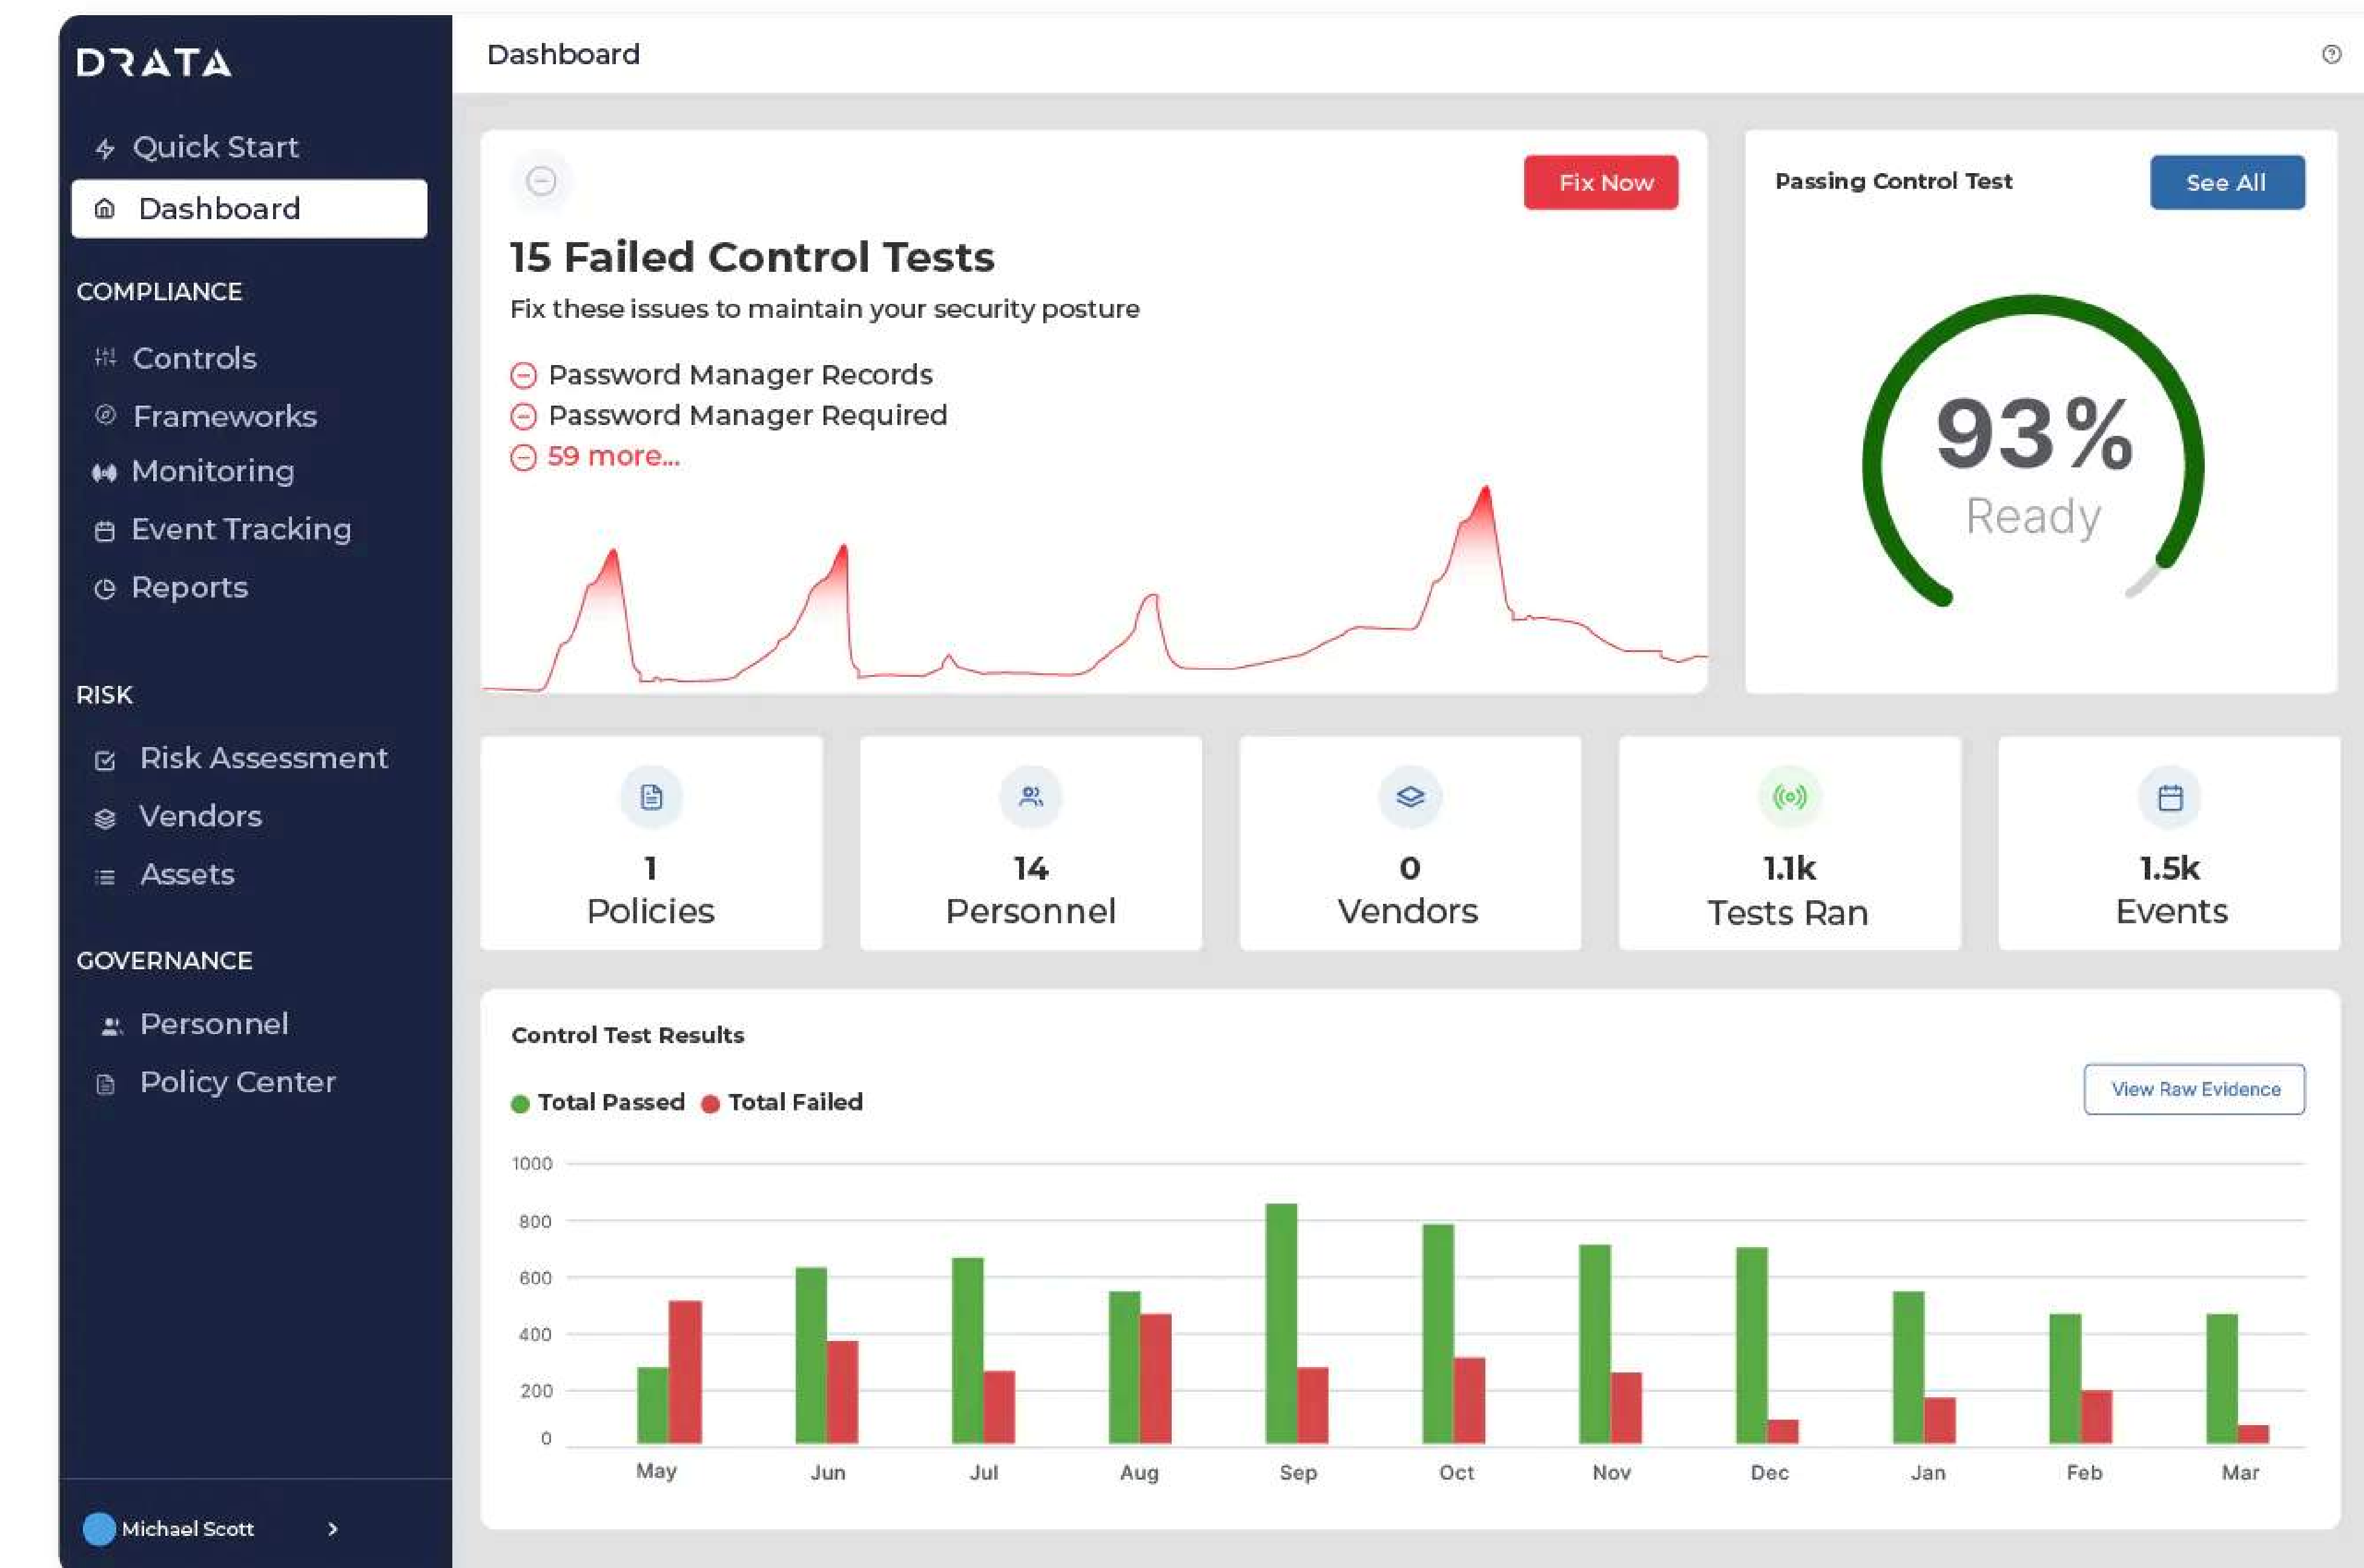 DRATA
Quick Start
Dashboard
COMPLIANCE
Controls
Frameworks
Monitoring
Event Tracking
Reports
RISK
Risk Assessment
Vendors
Assets
GOVERNANCE
Personnel
Policy Center
Michael Scott
Dashboard
Fix Now
15 Failed Control Tests
Fix these issues to maintain your security posture
Password Manager Records
Password Manager Required
59 more...
Passing Control Test
See All
93%
Ready
1
Policies
14
Personnel
0
Vendors
1.1k
Tests Ran
1.5k
Events
Control Test Results
Total Passed Total Failed
View Raw Evidence
1000
800
600
400
200
0
May Jun Jul Aug Sep Oct Nov Dec Jan Feb Mar